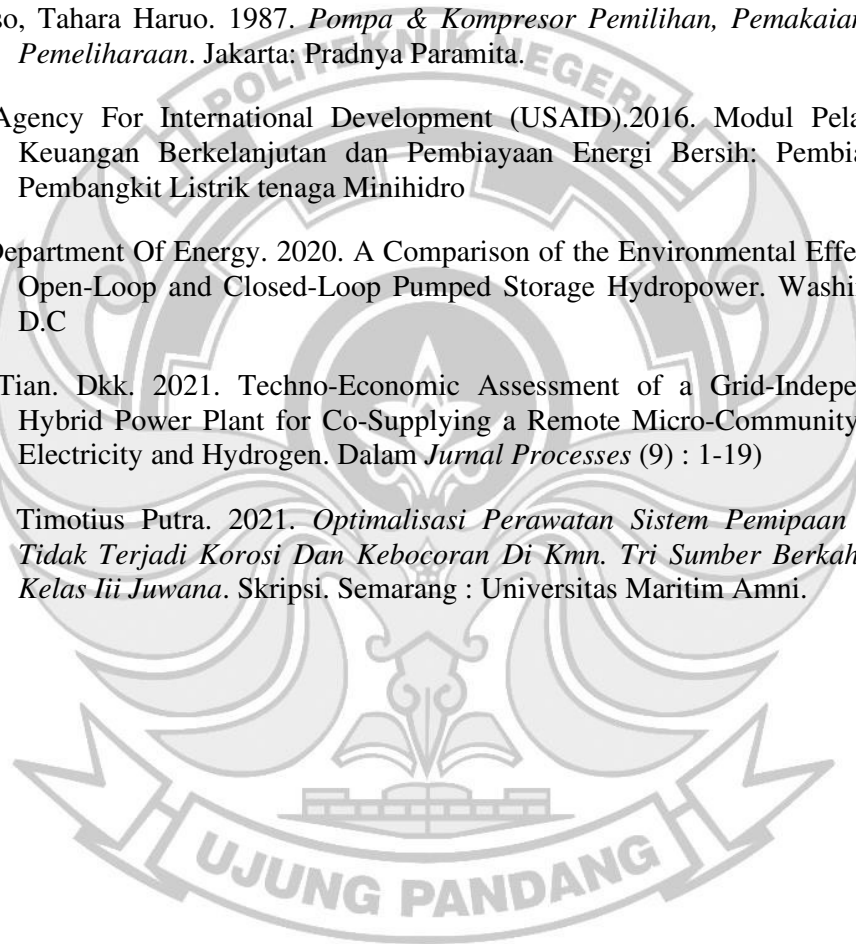 so, Tahara Haruo. 1987. Pompa & Kompresor Pemilihan, Pemakaian
Pemeliharaan. Jakarta: Pradnya Paramita.
POLITEKNIK NEGERI
Agency For International Development (USAID).2016. Modul Pela
Keuangan Berkelanjutan dan Pembiayaan Energi Bersih: Pembia
Pembangkit Listrik tenaga Minihidro
Department Of Energy. 2020. A Comparison of the Environmental Effe
Open-Loop and Closed-Loop Pumped Storage Hydropower. Washi
D.C
Tian. Dkk. 2021. Techno-Economic Assessment of a Grid-Indepe
Hybrid Power Plant for Co-Supplying a Remote Micro-Community
Electricity and Hydrogen. Dalam Jurnal Processes (9) : 1-19)
Timotius Putra. 2021. Optimalisasi Perawatan Sistem Pemipaan
Tidak Terjadi Korosi Dan Kebocoran Di Kmn. Tri Sumber Berkah
Kelas Iii Juwana. Skripsi. Semarang : Universitas Maritim Amni.
UJUNG PANDANG